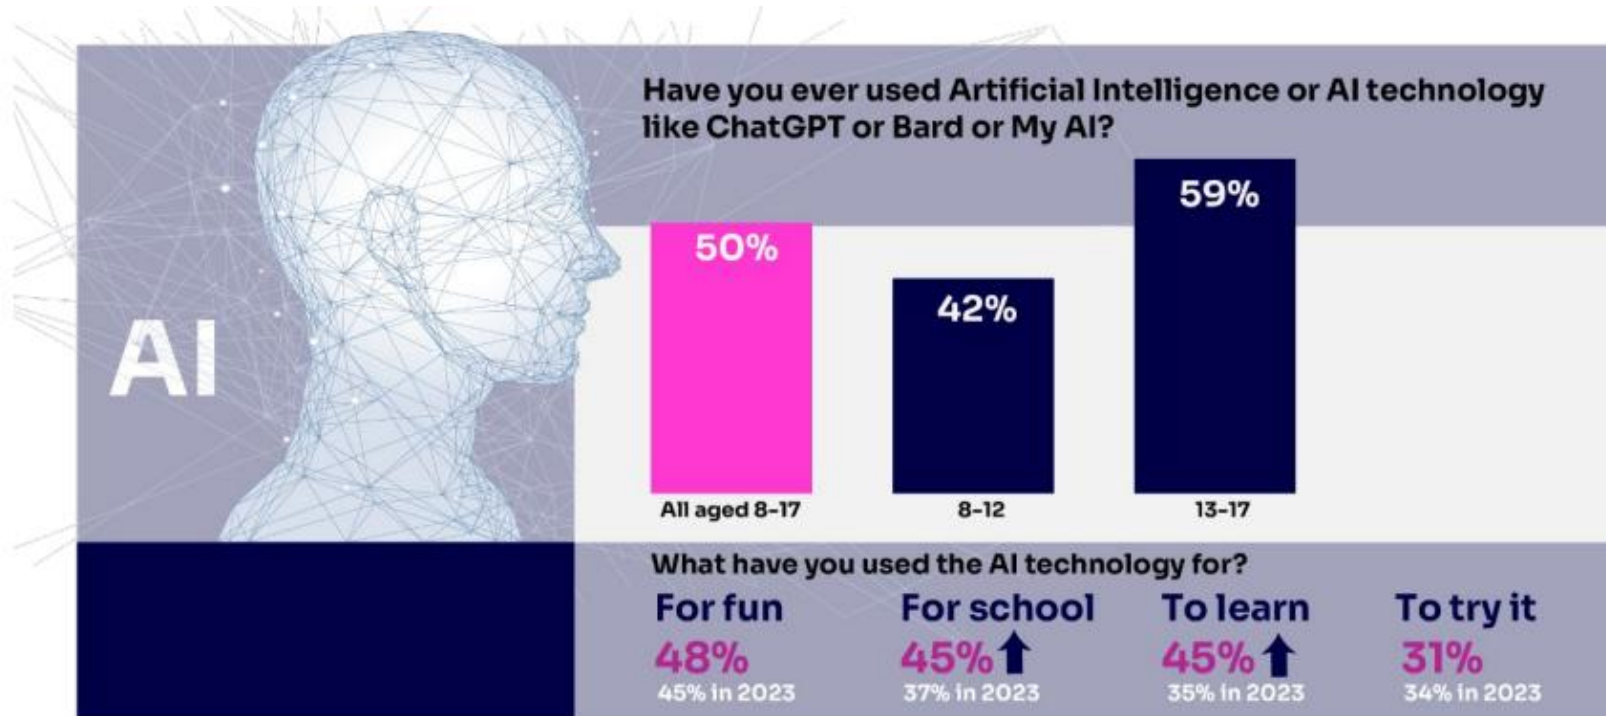 AI
Have you ever used Artificial Intelligence or AI technology
like ChatGPT or Bard or My AI?
50%
42%
59%
All aged 8-17
8-12
13-17
What have you used the AI technology for?
For fun
48%
45% in 2023
For school
45%
37% in 2023
To learn
45%
35% in 2023
To try it
31%
34% in 2023